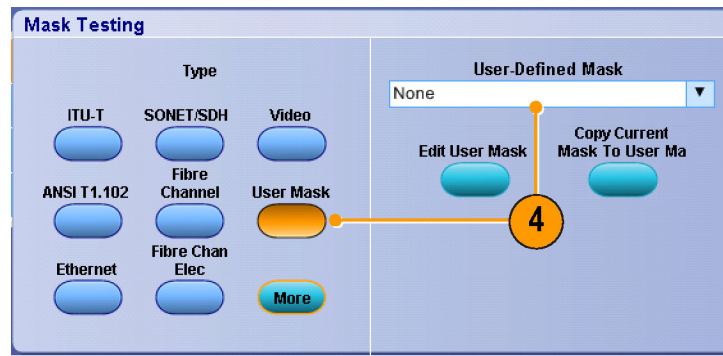 Mask Testing
Type
User-Defined Mask
None
ITU-T
SONET/SDH
Video
Edit User Mask
Copy Current
Mask To User Ma
ANSI T1.102
Fibre
Channel
User Mask
4
Ethernet
Fibre Chan
Elec
More